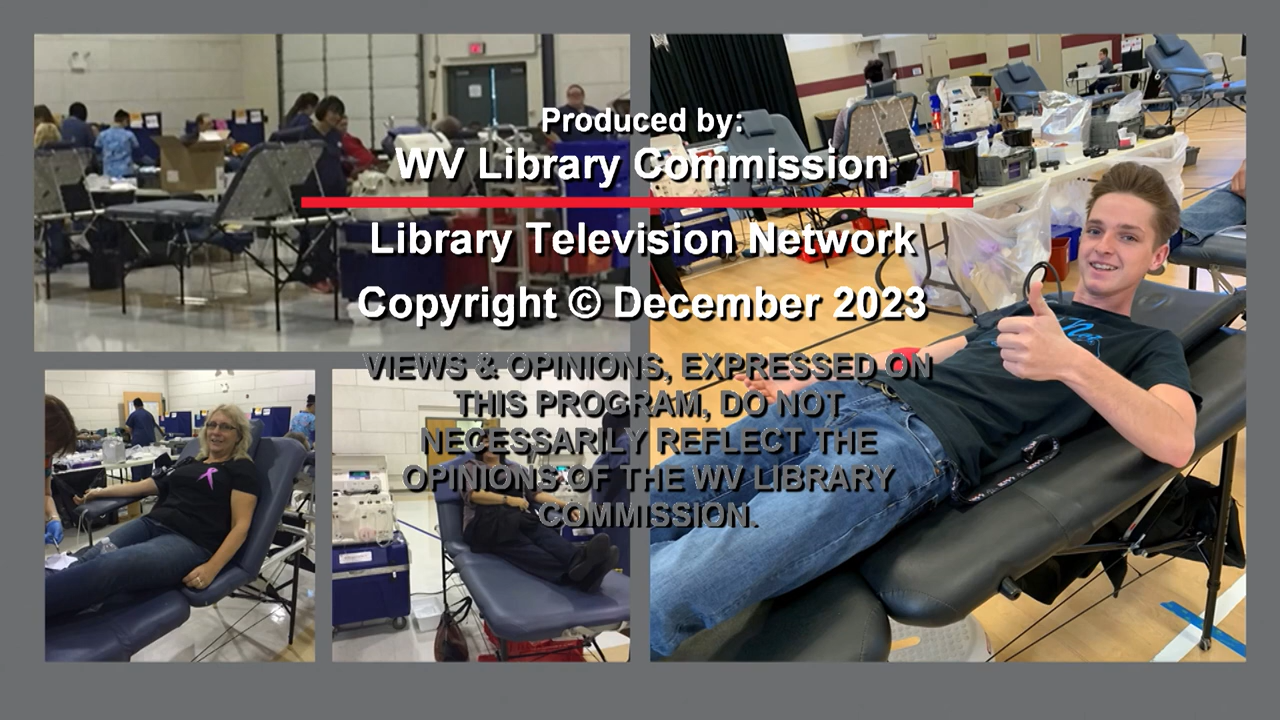 Produced by:
WV Library Commission
Library Television Network
Copyright © December 2023
VIEWS & OPINIONS, EXPRESSED ON
THIS PROGRAM, DO NOT
NECESSARILY REFLECT THE
OPINIONS OF THE WV LIBRARY
COMMISSION.